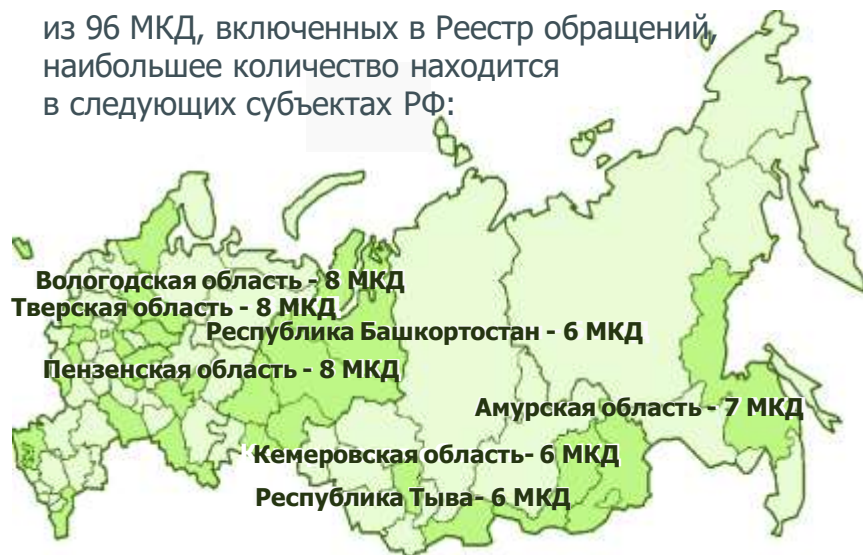 из 96 МКД, включенных в Реестр обращений,
наибольшее количество находится
в следующих субъектах РФ:
Вологодская область - 8 МКД
Тверская область - 8 МКД
Республика Башкортостан - 6 МКД
Пензенская область - 8 МКД
Амурская область - 7 МКД
Кемеровская область- 6 МКД
Республика Тыва- 6 МКД